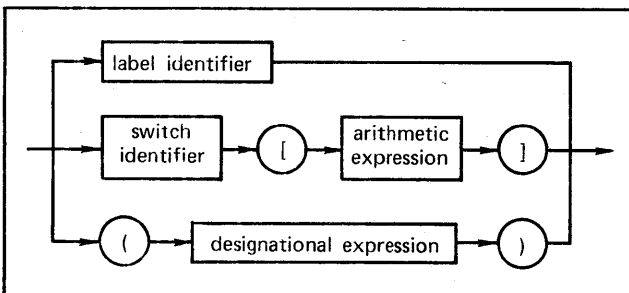 label identifier
switch
identifier
[
arithmetic
expression
]
(
designational expression
)